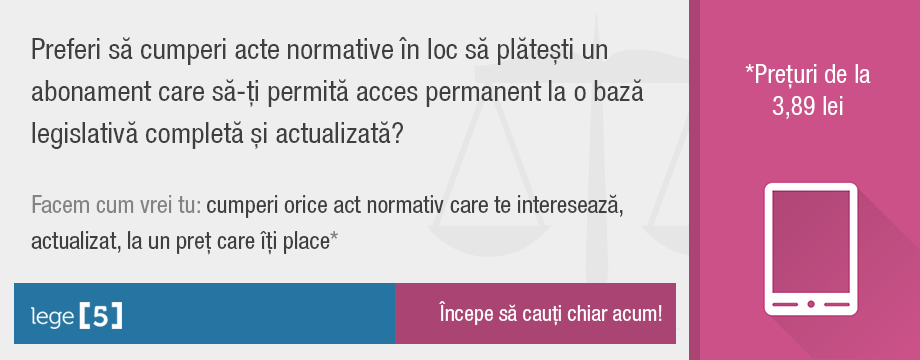 Preferi să cumperi acte normative în loc să plătești un
abonament care să-ți permită acces permanent la o bază
legislativă completă și actualizată?
Facem cum vrei tu: cumperi orice act normativ care te interesează,
actualizat, la un preț care îți place*
lege [5]
Începe să cauți chiar acum!
*Prețuri de la
3,89 lei